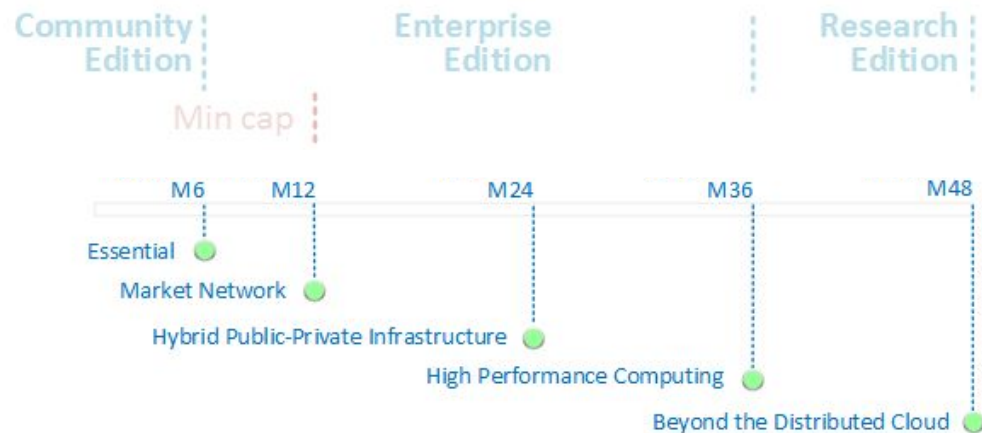 Community Edition
Enterprise Edition
Research Edition
Min cap
M6 M12 M24 M36 M48
Essential
Market Network
Hybrid Public-Private Infrastructure
High Performance Computing
Beyond the Distributed Cloud